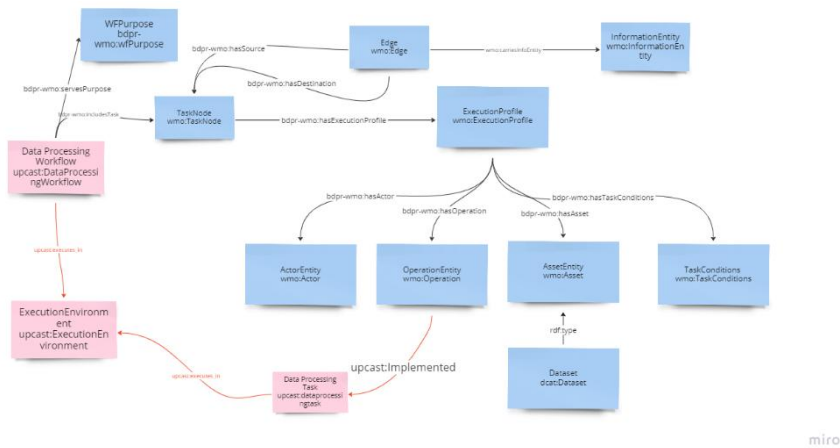 WFPurpose
bdpr-
wmo:wfPurpose
Edge
wmo:Edge
InformationEntity
wmo:InformationEn
tity
bdpr-wmo:hasSource
bdpr-wmo:hasDestination
bdpr-wmo:servesPurpose
bdpr-wmo:includesTask
TaskNode
wmo:TaskNode
bdpr-wmo:hasExecutionProfile
ExecutionProfile
wmo:ExecutionProfile
Data Processing
Workflow
upcast:DataProcessi
ngWorkflow
bdpr-wmo:hasActor
bdpr-wmo:hasOperation
bdpr-wmo:hasAsset
bdpr-wmo:hasTaskConditions
ActorEntity
wmo:Actor
OperationEntity
wmo:Operation
AssetEntity
wmo:Asset
TaskConditions
wmo:TaskConditions
ExecutionEnvironm
ent
upcast:ExecutionEn
vironment
rdf:type
upcast:Implemented
Data Processing
Task
upcast:dataprocessi
ngtask
Dataset
dcat:Dataset
miro